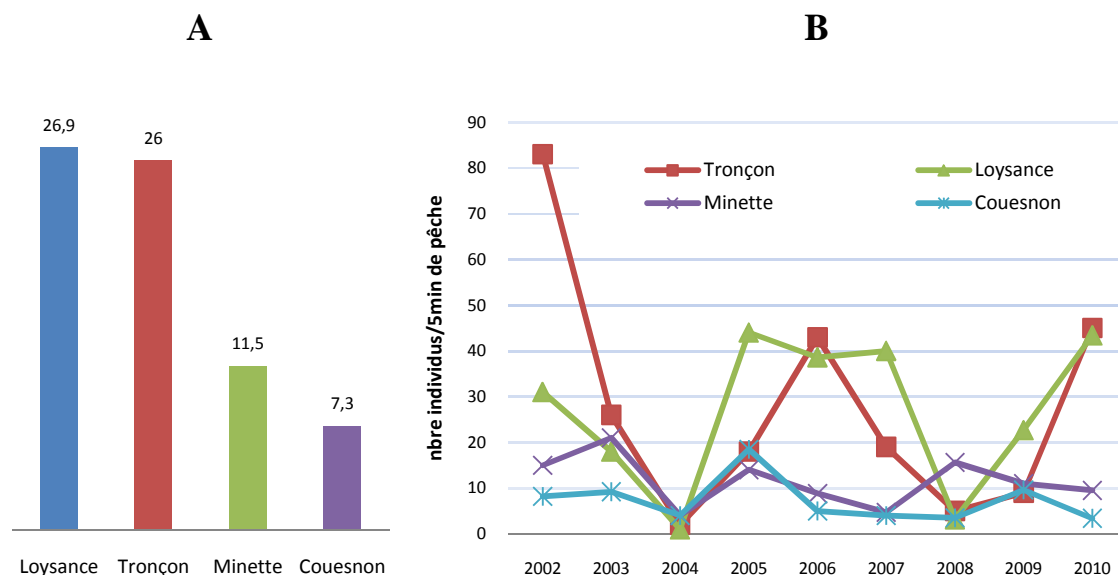 A
B
26,9
26
11,5
7,3
Loysance Tronçon Minette Couesnon
nbre individus/5min de pêche
90
80
70
60
50
40
30
20
10
0
Tronçon
Loysance
Minette
Couesnon
2002 2003 2004 2005 2006 2007 2008 2009 2010